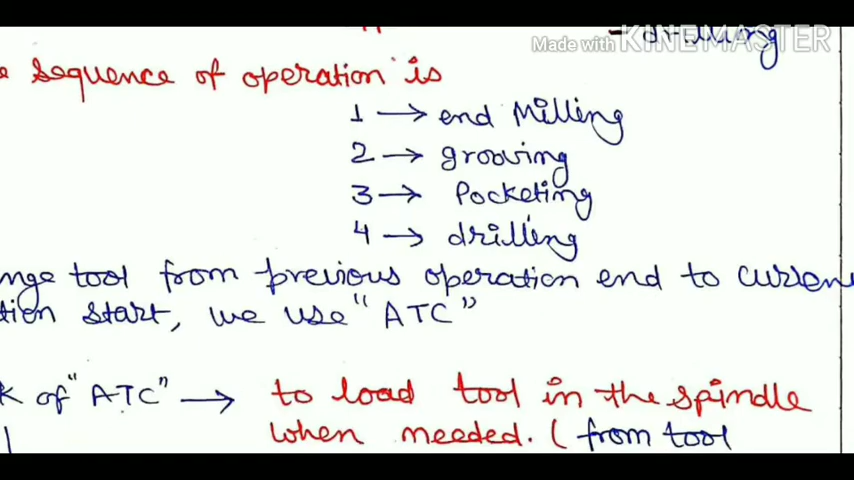 - drilling
Made with KINEMASTER
sequence of operation is
1 → end Milling
2 → grooving
3 → Pocketing
4 → drilling
tool from previous operation end to
start, we use "ATC"
of "ATC" → to load tool in the spindle
when needed. ( from tool